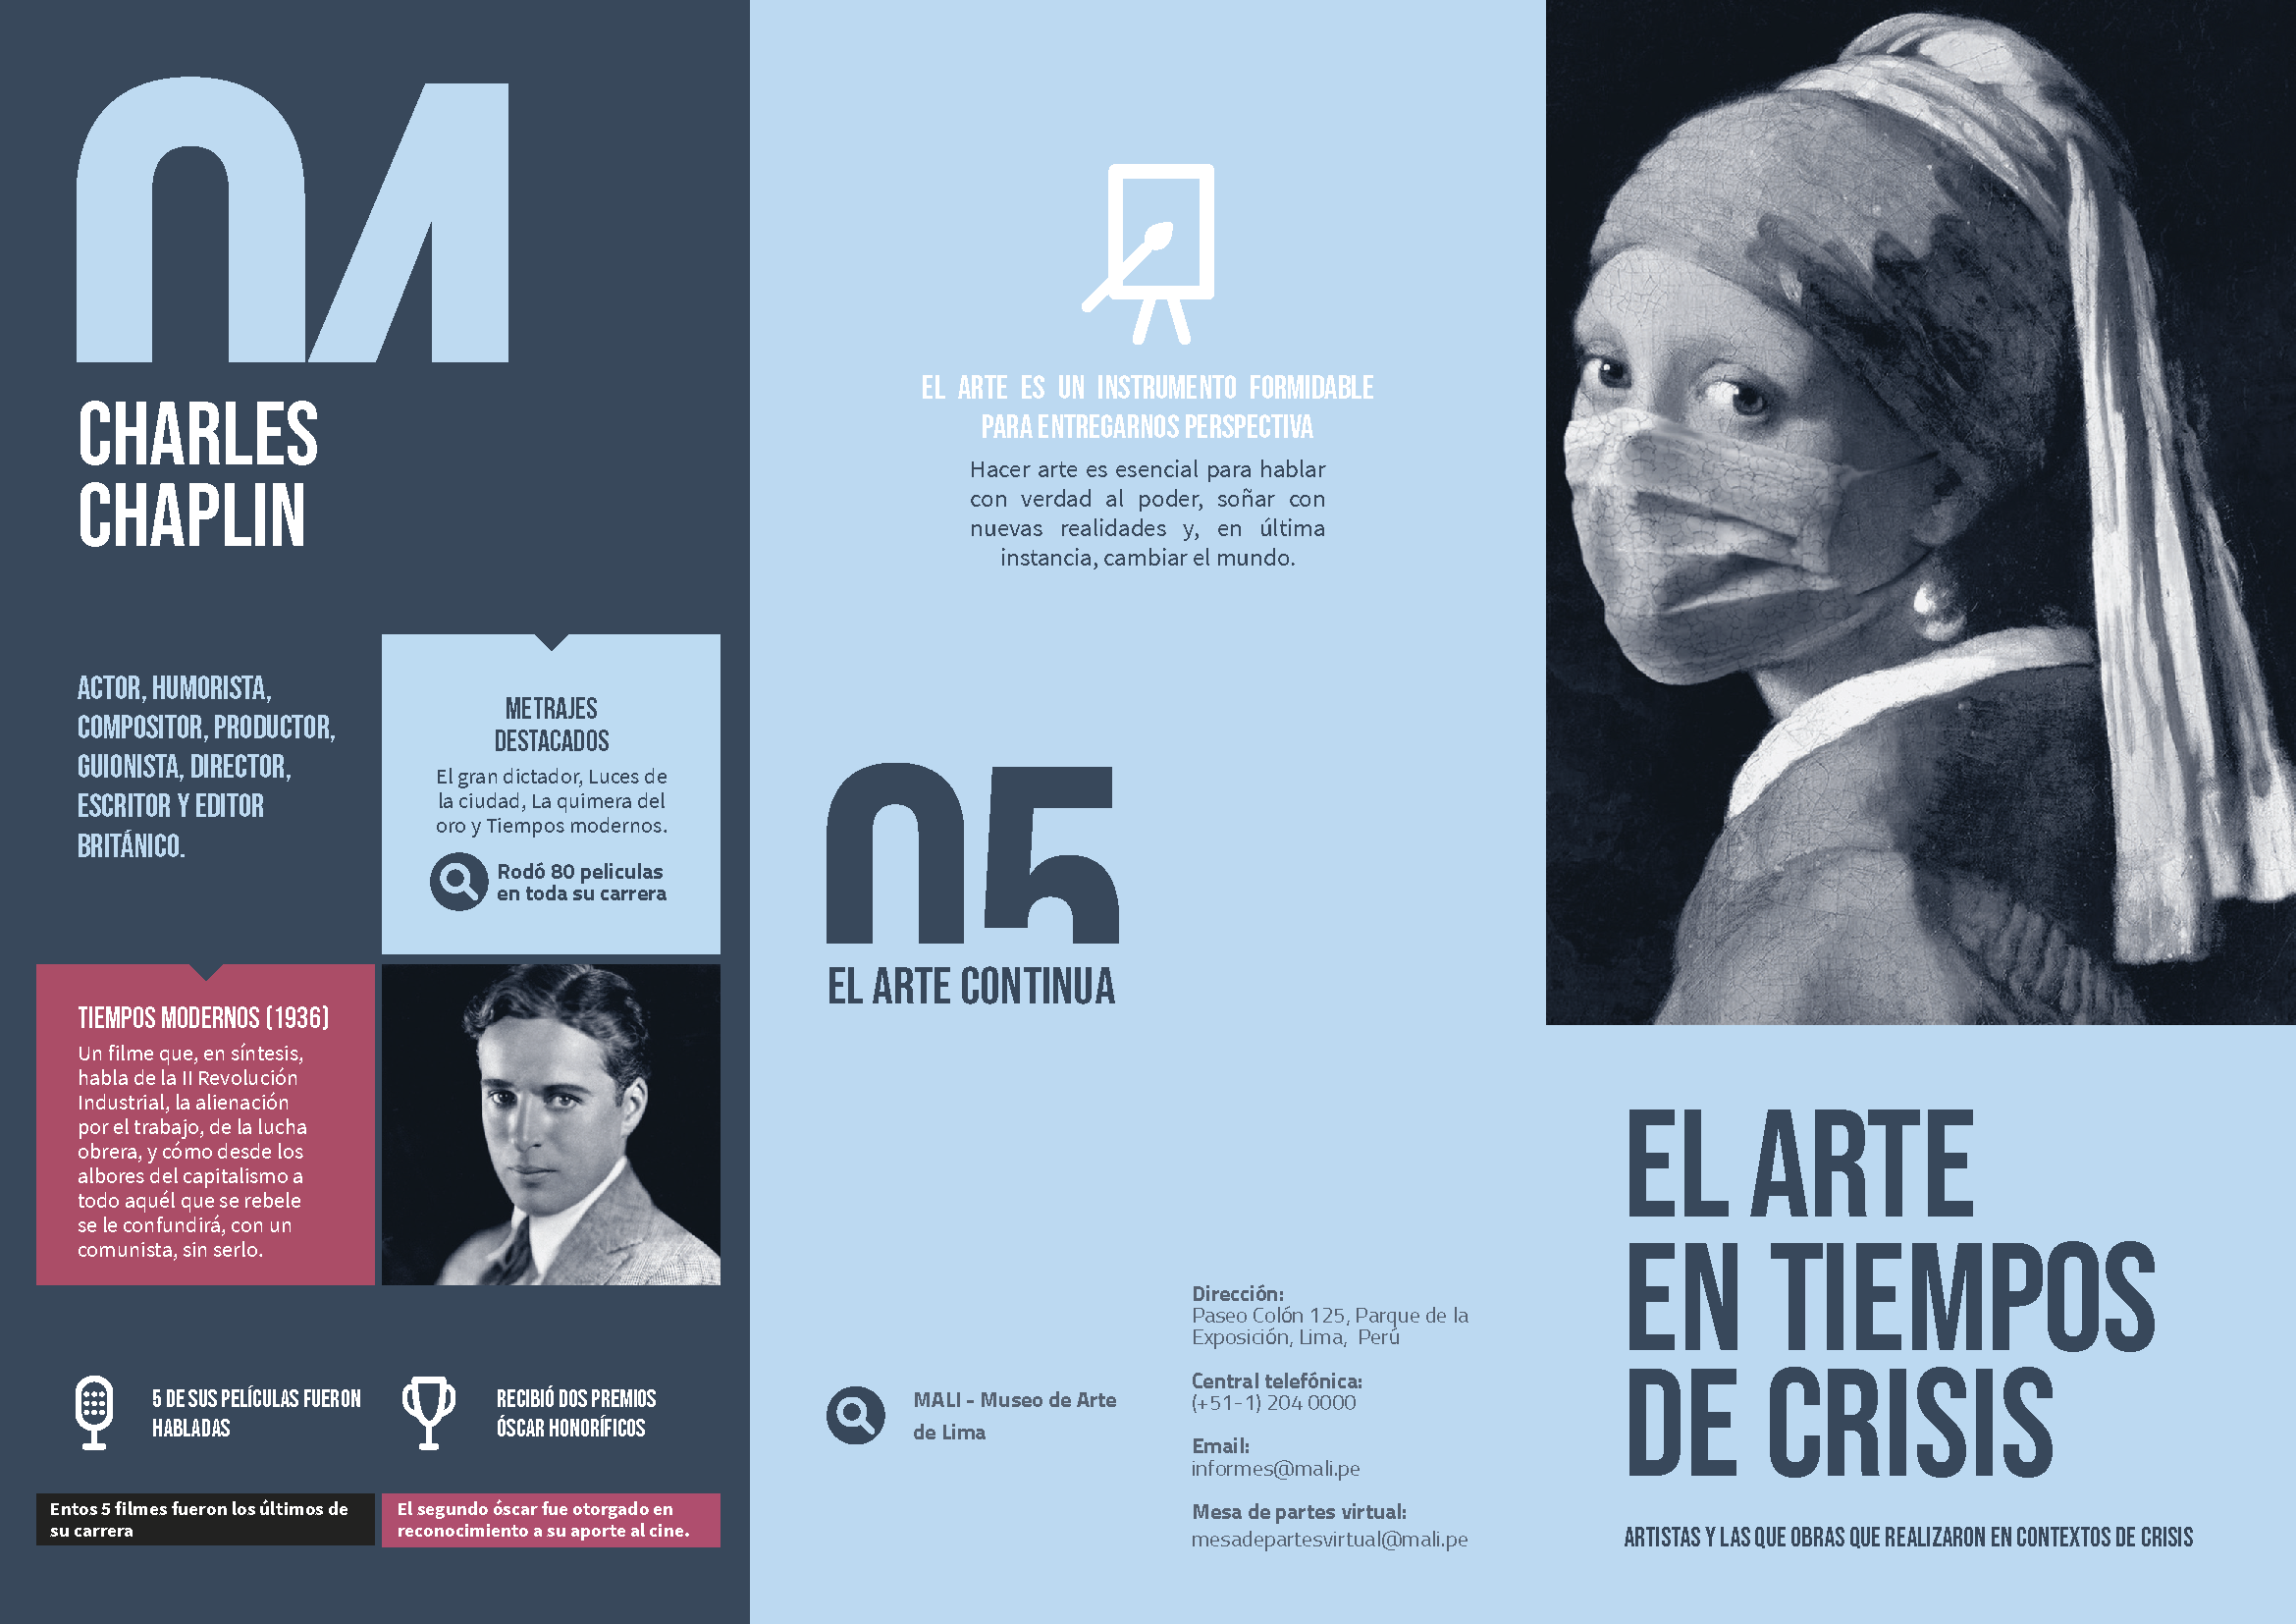 04
CHARLES
CHAPLIN
ACTOR, HUMORISTA,
COMPOSITOR, PRODUCTOR,
GUIONISTA, DIRECTOR,
ESCRITOR Y EDITOR
BRITÁNICO.
METRAJES
DESTACADOS
El gran dictador, Luces de
la ciudad, La quimera del
oro y Tiempos modernos.
Rodó 80 peliculas
en toda su carrera
TIEMPOS MODERNOS (1936)
Un filme que, en síntesis,
habla de la II Revolución
Industrial, la alienación
por el trabajo, de la lucha
obrera, y cómo desde los
albores del capitalismo a
todo aquél que se rebele
se le confundirá, con un
comunista, sin serlo.
5 DE SUS PELÍCULAS FUERON
HABLADAS
RECIBIÓ DOS PREMIOS
ÓSCAR HONORÍFICOS
Entos 5 filmes fueron los últimos de
su carrera
El segundo óscar fue otorgado en
reconocimiento a su aporte al cine.
EL ARTE ES UN INSTRUMENTO FORMIDABLE
PARA ENTREGARNOS PERSPECTIVA
Hacer arte es esencial para hablar
con verdad al poder, soñar con
nuevas realidades y, en última
instancia, cambiar el mundo.
05
EL ARTE CONTINUA
MALI - Museo de Arte
de Lima
Dirección:
Paseo Colón 125, Parque de la
Exposición, Lima, Perú
Central telefónica:
(+51-1) 204 0000
Email:
informes@mali.pe
Mesa de partes virtual:
mesadepartesvirtual@mali.pe
EL ARTE
EN TIEMPOS
DE CRISIS
ARTISTAS Y LAS QUE OBRAS QUE REALIZARON EN CONTEXTOS DE CRISIS